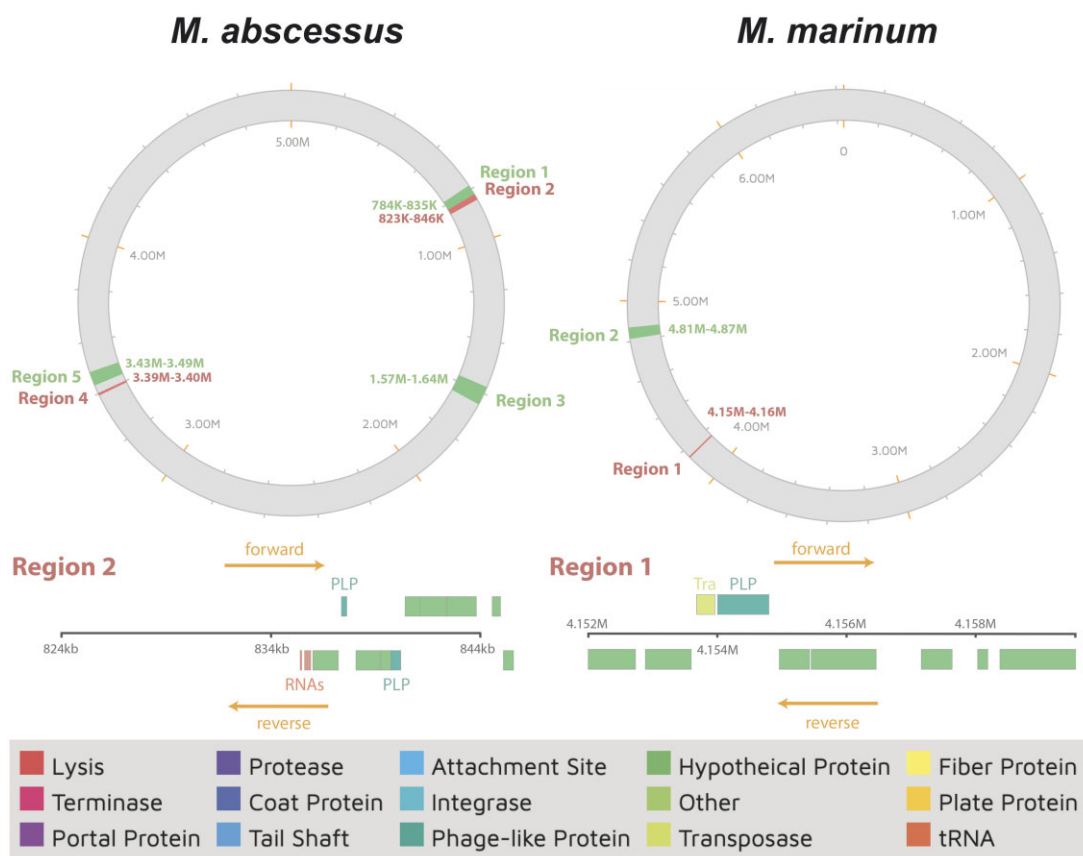 M. abscessus
5.00M
Region 1
Region 2
784K-835K
823K-846K
1.00M
4.00M
3.43M-3.49M
3.39M-3.40M
Region 5
Region 4
1.57M-1.64M
Region 3
3.00M
2.00M
M. marinum
0
6.00M
1.00M
5.00M
Region 2
4.81M-4.87M
2.00M
4.15M-4.16M
4.00M
Region 1
3.00M
Region 2
forward
PLP
824kb
834kb
844kb
RNAs
PLP
reverse
Region 1
forward
Tra
PLP
4.152M
4.154M
4.156M
4.158M
reverse
Lysis
Protease
Attachment Site
Hypotheical Protein
Fiber Protein
Terminase
Coat Protein
Integrase
Other
Plate Protein
Portal Protein
Tail Shaft
Phage-like Protein
Transposase
tRNA